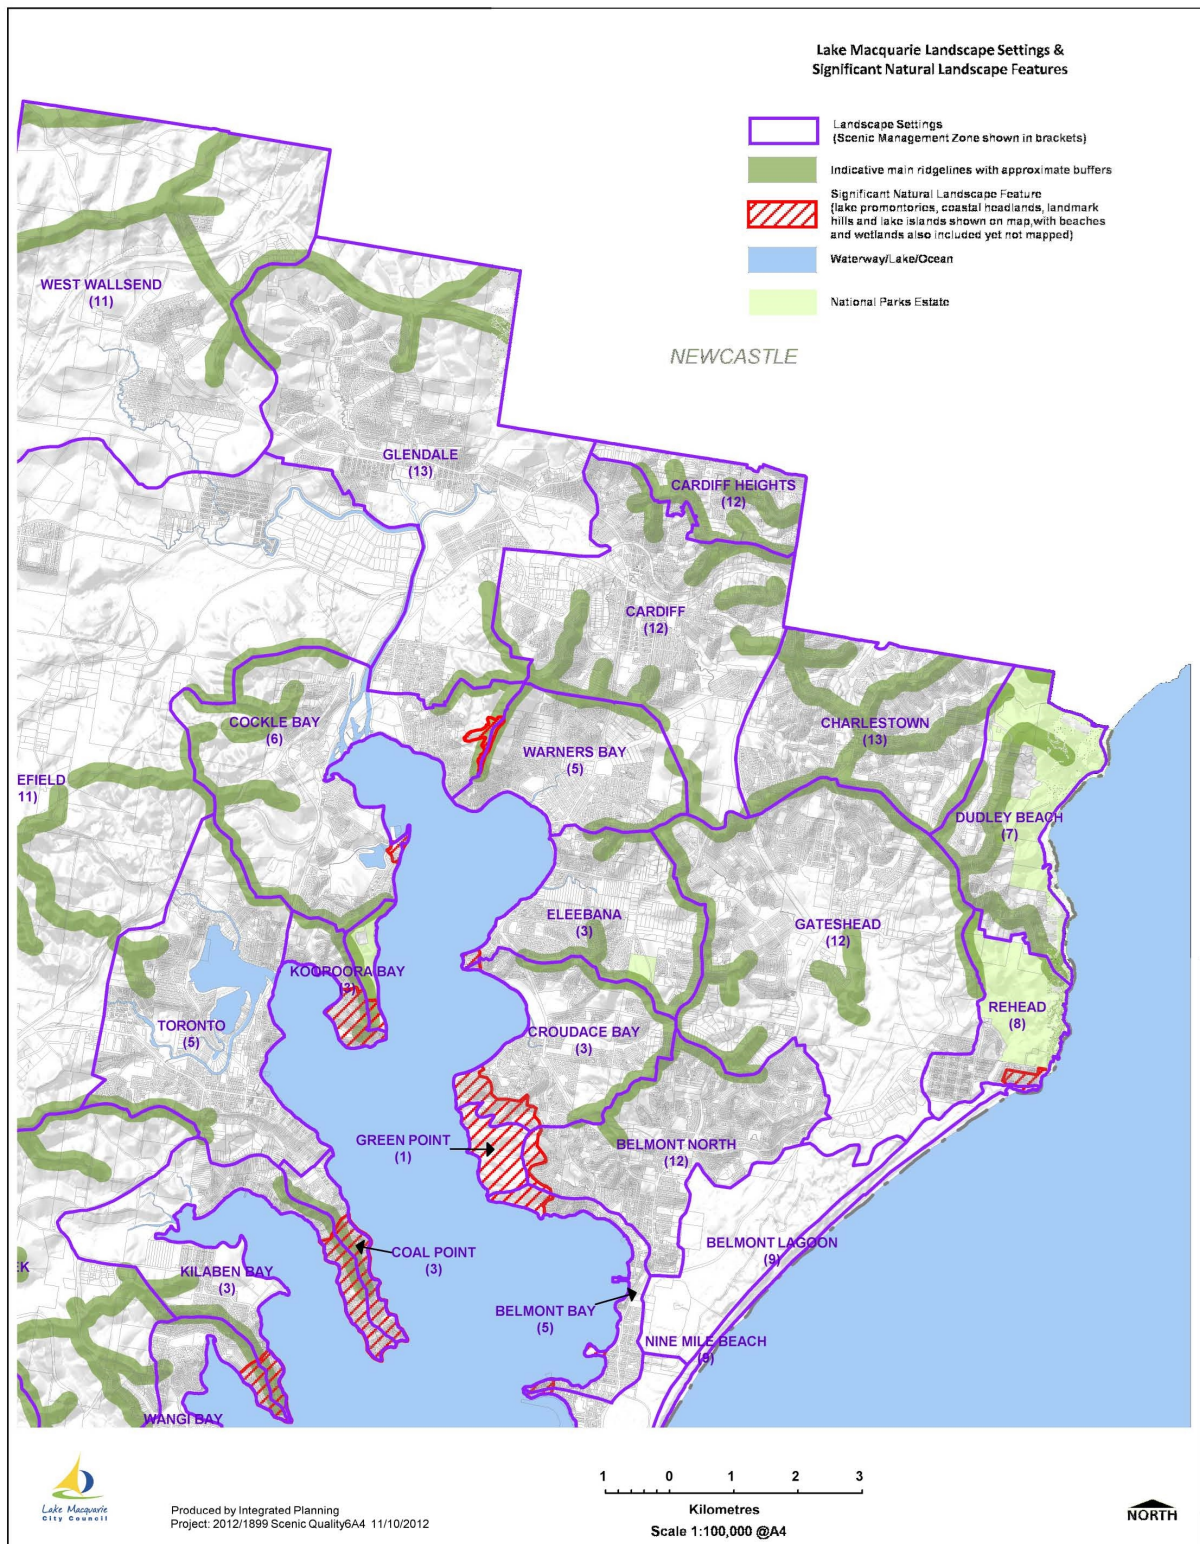 Lake Macquarie Landscape Settings &
Significant Natural Landscape Features
Landscape Settings
(Scenic Management Zone shown in brackets)
Indicative main ridgelines with approximate buffers
Significant Natural Landscape Feature
(lake promontories, coastal headlands, landmark
hills and lake islands shown on map,with beaches
and wetlands also included yet not mapped)
Waterway/Lake/Ocean
National Parks Estate
NEWCASTLE
WEST WALLSEND
(11)
GLENDALE
(13)
CARDIFF HEIGHTS
(12)
CARDIFF
(12)
COCKLE BAY
(6)
WARNERS BAY
(5)
CHARLESTOWN
(13)
EFIELD
11)
DUDLEY BEACH
(7)
ELEEBANA
(3)
GATESHEAD
(12)
KOOROORA BAY
(3)
REHEAD
(8)
TORONTO
(5)
CROUDACE BAY
(3)
GREEN POINT
(1)
BELMONT NORTH
(12)
COAL POINT
(3)
BELMONT LAGOON
(9)
EK
KILABEN BAY
(3)
BELMONT BAY
(5)
NINE MILE BEACH
(9)
WANGI BAY
Lake Macquarie
City Council
Produced by Integrated Planning
Project: 2012/1899 Scenic Quality6A4 11/10/2012
1 0 1 2 3
Kilometres
Scale 1:100,000 @A4
NORTH